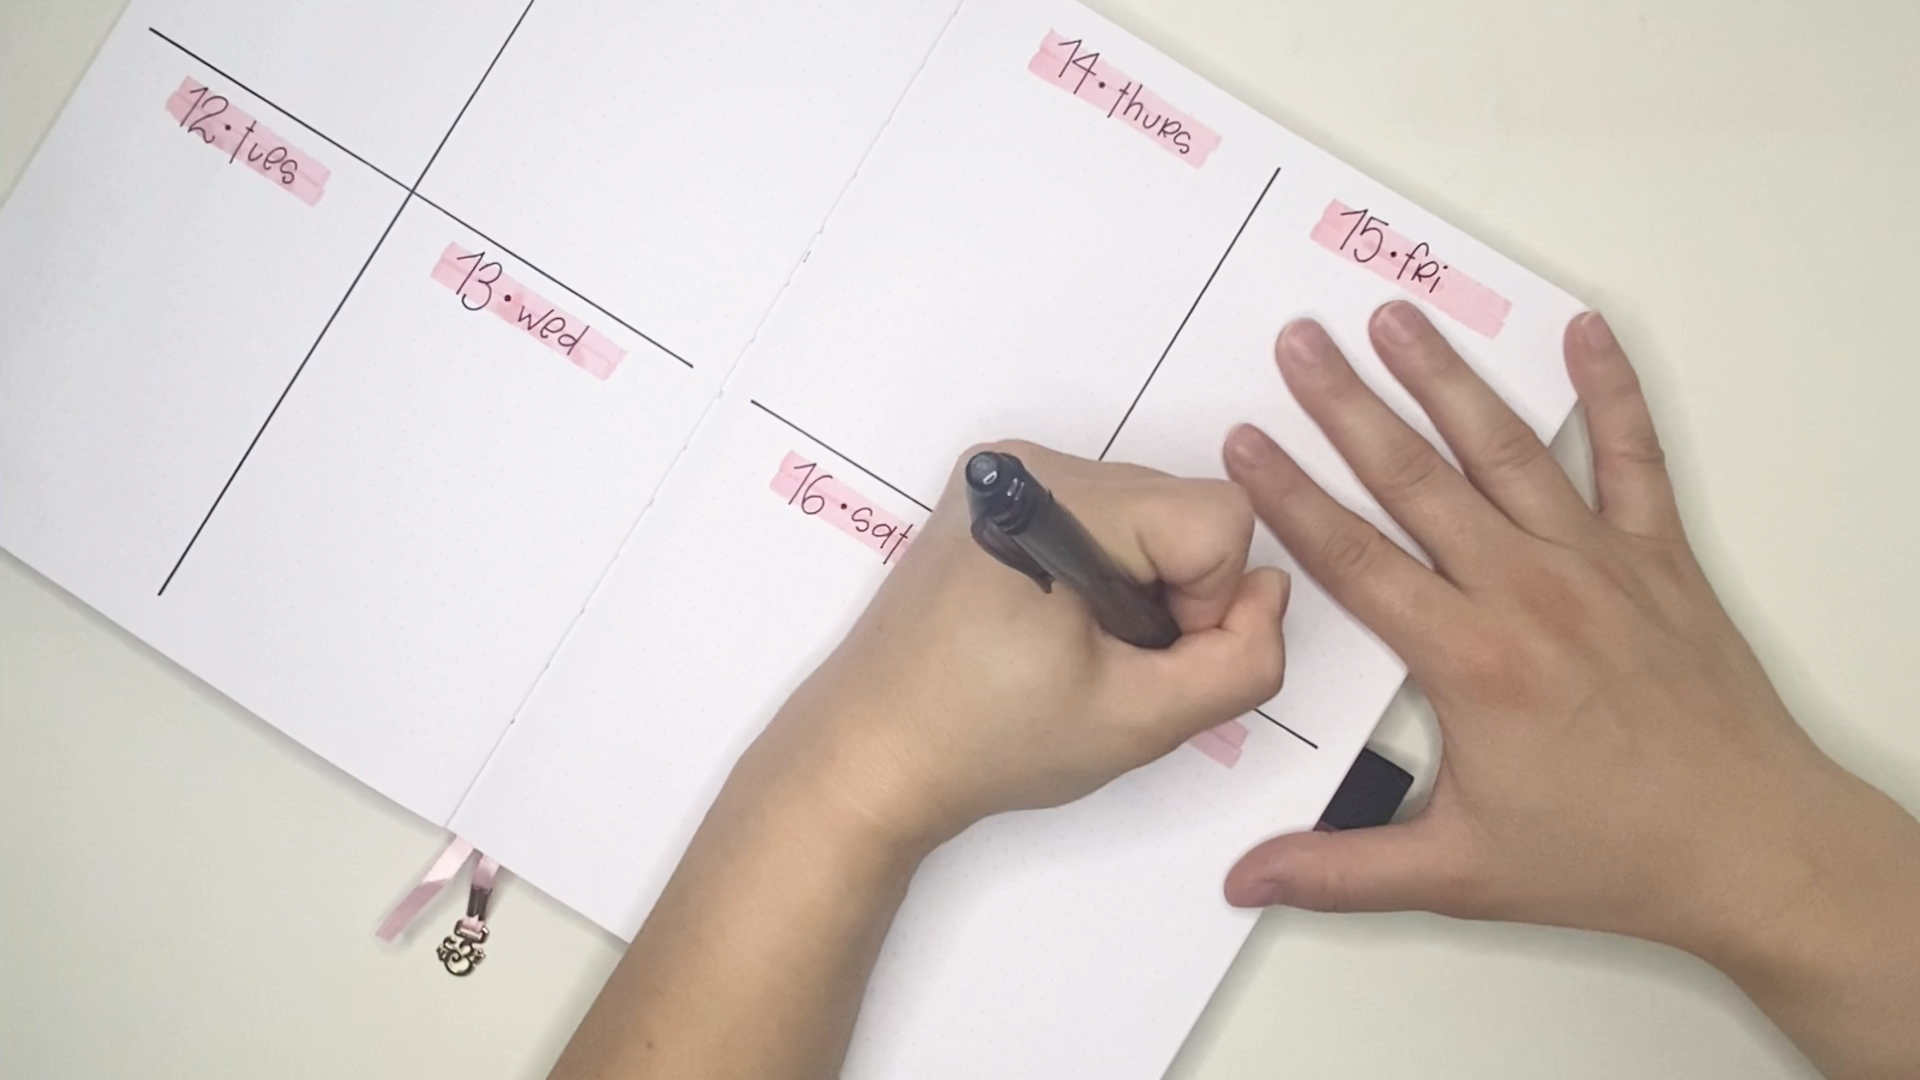 12•tues
13•wed
14•thurs
15•fri
16•sat